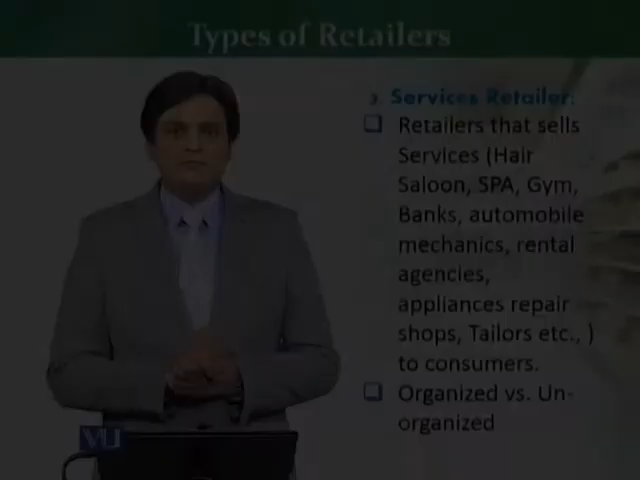 Types of Retailers
3. Services Retailer:
Retailers that sells
Services (Hair
Saloon, SPA, Gym,
Banks, automobile
mechanics, rental
agencies,
appliances repair
shops, Tailors etc., )
to consumers.
Organized vs. Un-
organized
VU